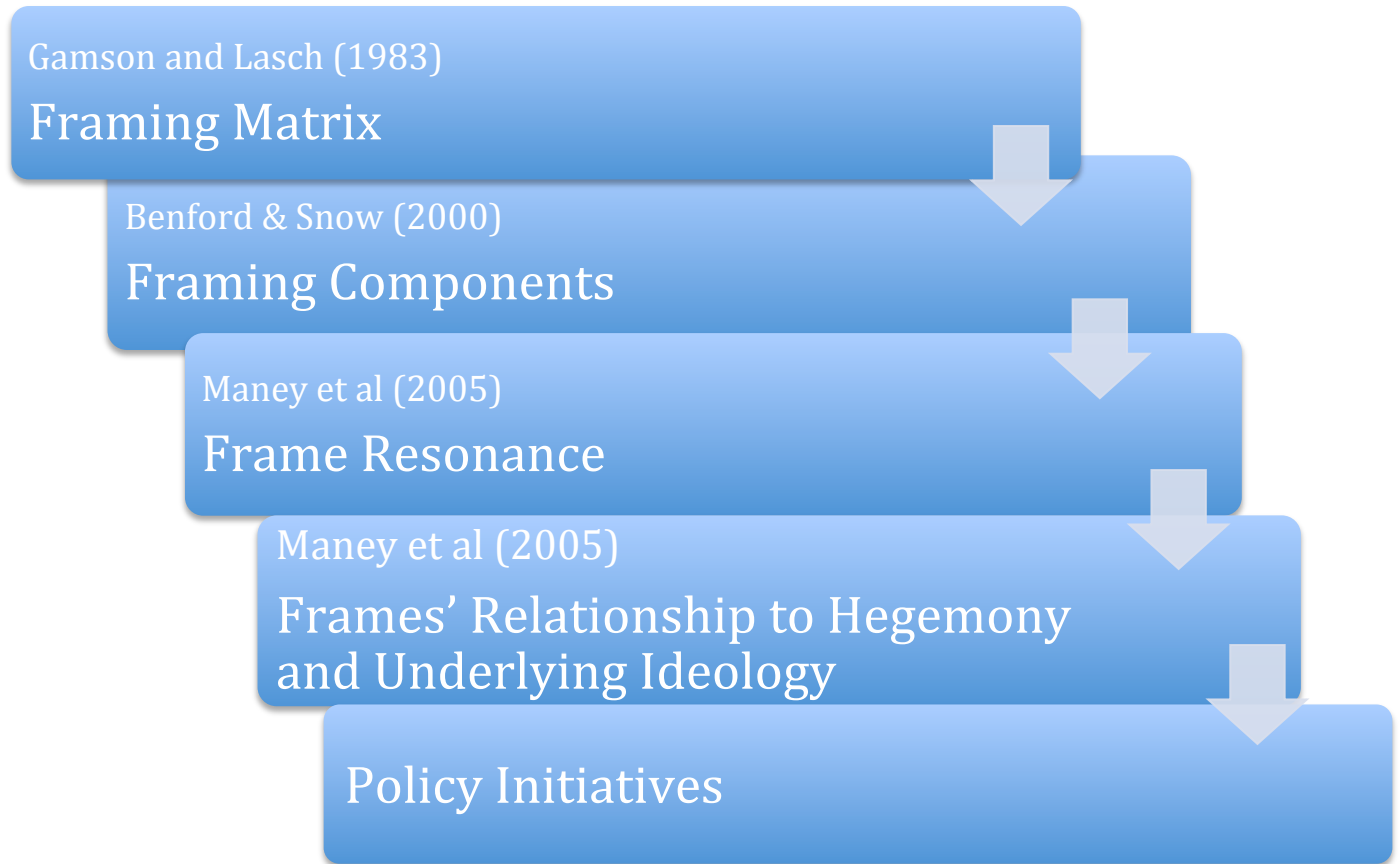 Gamson and Lasch (1983)
Framing Matrix
Benford & Snow (2000)
Framing Components
Maney et al (2005)
Frame Resonance
Maney et al (2005)
Frames’ Relationship to Hegemony
and Underlying Ideology
Policy Initiatives